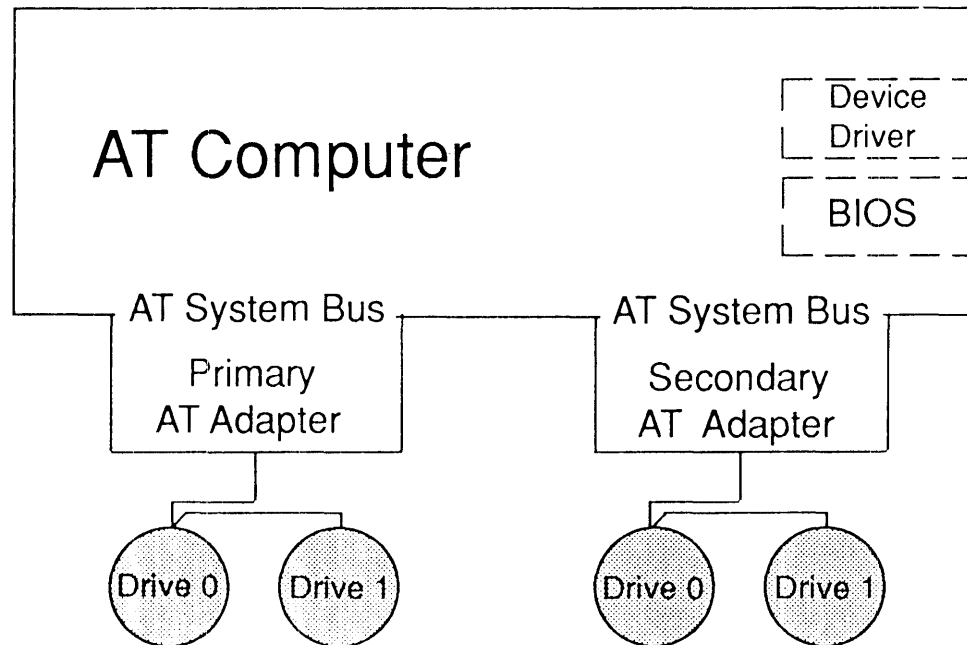 Device
Driver
AT Computer
BIOS
AT System Bus
AT System Bus
Primary
AT Adapter
Secondary
AT Adapter
Drive 0
Drive 1
Drive 0
Drive 1